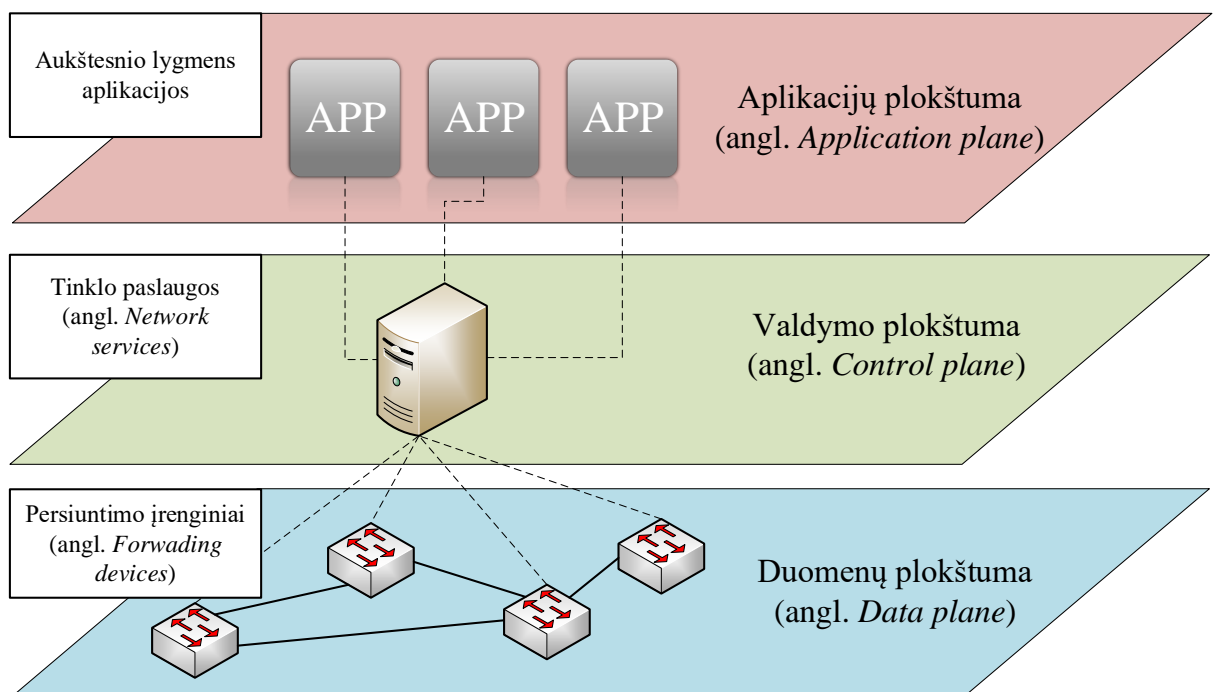 Aukštesnio lygmens
aplikacijos
APP
APP
APP
Aplikacijų plokštuma
(angl. Application plane)
Tinklo paslaugos
(angl. Network
services)
Valdymo plokštuma
(angl. Control plane)
Persiuntimo įrenginiai
(angl. Forwading
devices)
Duomenų plokštuma
(angl. Data plane)